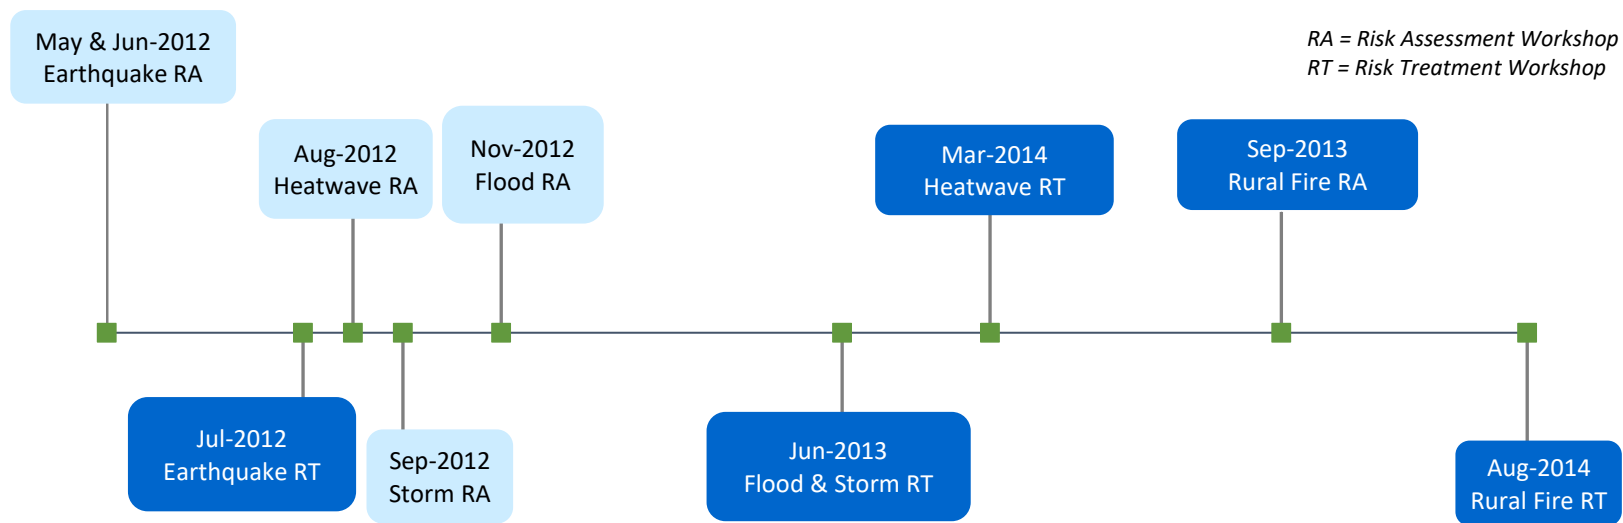 May & Jun-2012
Earthquake RA
RA = Risk Assessment Workshop
RT = Risk Treatment Workshop
Aug-2012
Heatwave RA
Nov-2012
Flood RA
Mar-2014
Heatwave RT
Sep-2013
Rural Fire RA
Jul-2012
Earthquake RT
Sep-2012
Storm RA
Jun-2013
Flood & Storm RT
Aug-2014
Rural Fire RT